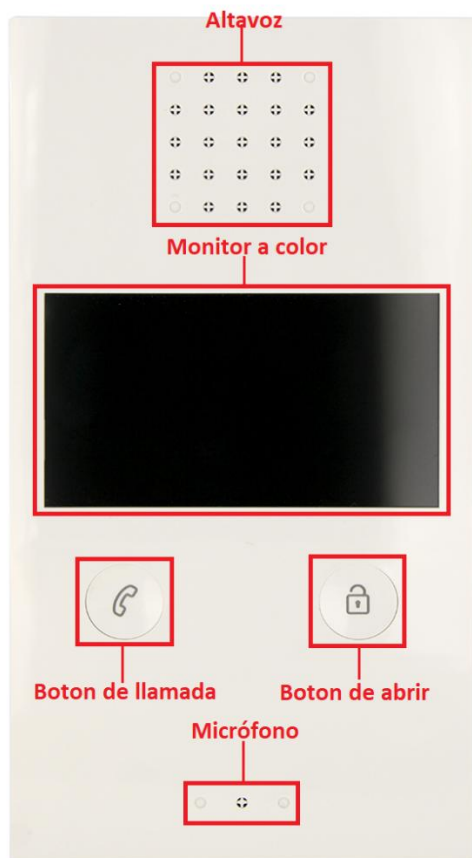 Altavoz
Monitor a color
Boton de llamada
Boton de abrir
Micrófono